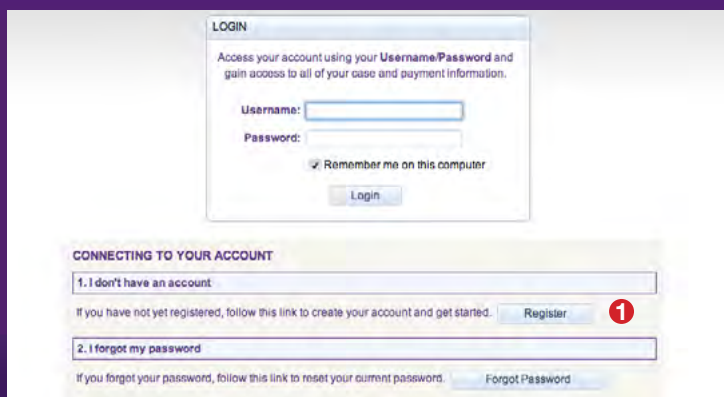 LOGIN
Access your account using your Username/Password and
gain access to all of your case and payment information.
Username:
Password:
Remember me on this computer
Login
CONNECTING TO YOUR ACCOUNT
1. I don't have an account
If you have not yet registered, follow this link to create your account and get started. Register 1
2. I forgot my password
If you forgot your password, follow this link to reset your current password. Forgot Password